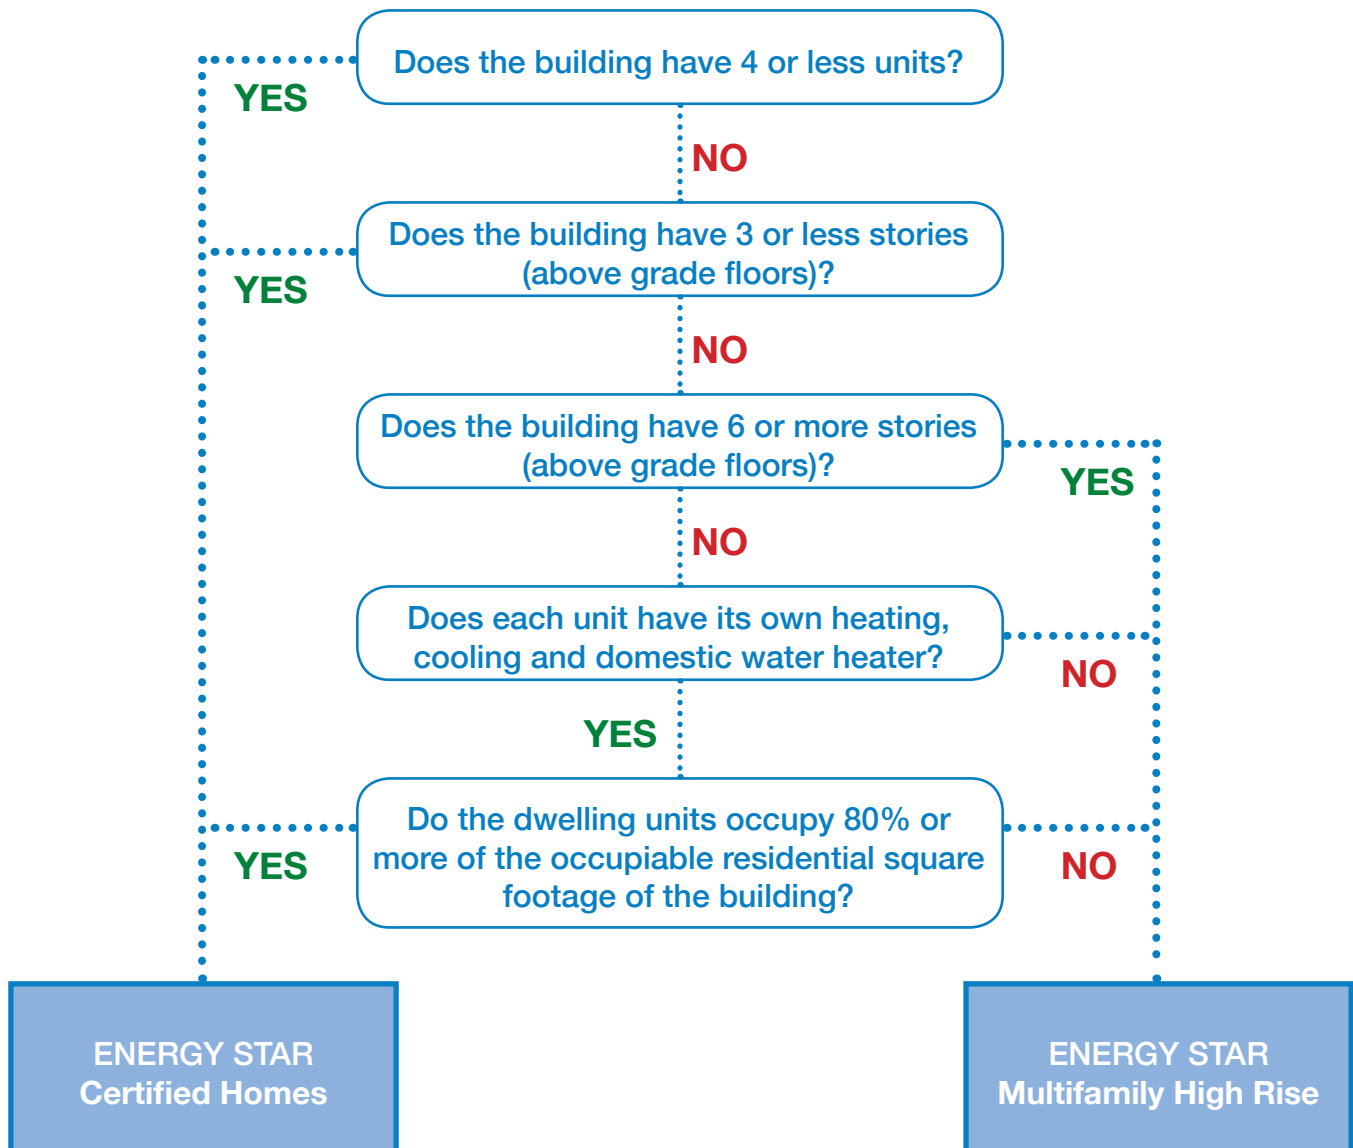 Does the building have 4 or less units?
YES
NO
Does the building have 3 or less stories
(above grade floors)?
YES
NO
Does the building have 6 or more stories
(above grade floors)?
YES
NO
Does each unit have its own heating,
cooling and domestic water heater?
NO
YES
Do the dwelling units occupy 80% or
more of the occupiable residential square
footage of the building?
YES
NO
ENERGY STAR
Certified Homes
ENERGY STAR
Multifamily High Rise